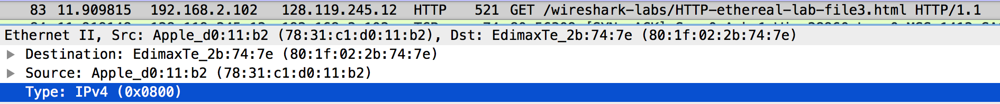 83 11.909815 192.168.2.102 128.119.245.12 HTTP 521 GET /wireshark-labs/HTTP-ethereal-lab-file3.html HTTP/1.1
Ethernet II, Src: Apple_d0:11:b2 (78:31:c1:d0:11:b2), Dst: EdimaxTe_2b:74:7e (80:1f:02:2b:74:7e)
Destination: EdimaxTe_2b:74:7e (80:1f:02:2b:74:7e)
Source: Apple_d0:11:b2 (78:31:c1:d0:11:b2)
Type: IPv4 (0x0800)